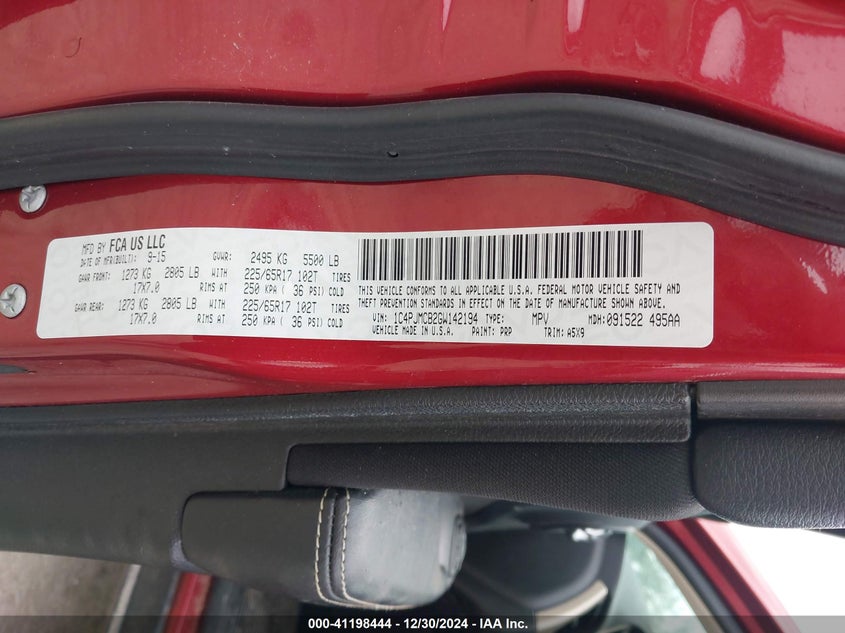 MFD BY FCA US LLC
DATE OF MFR(BUILT): 9-15 GVWR: 2495 KG 5500 LB
GAWR FRONT: 1273 KG 2805 LB WITH 225/65R17 102T TIRES
17X7.0 RIMS AT 250 KPA ( 36 PSI) COLD
GAWR REAR: 1273 KG 2805 LB WITH 225/65R17 102T TIRES
17X7.0 RIMS AT 250 KPA ( 36 PSI) COLD
THIS VEHICLE CONFORMS TO ALL APPLICABLE U.S.A. FEDERAL MOTOR VEHICLE SAFETY AND
THEFT PREVENTION STANDARDS IN EFFECT ON THE DATE OF MANUFACTURE SHOWN ABOVE.
VIN: 1C4PJMCB2GW142194 TYPE: MPV MDH: 091522 495AA
VEHICLE MADE IN U.S.A. PAINT: PRP TRIM: A5X9
000-41198444 - 12/30/2024 - IAA Inc.